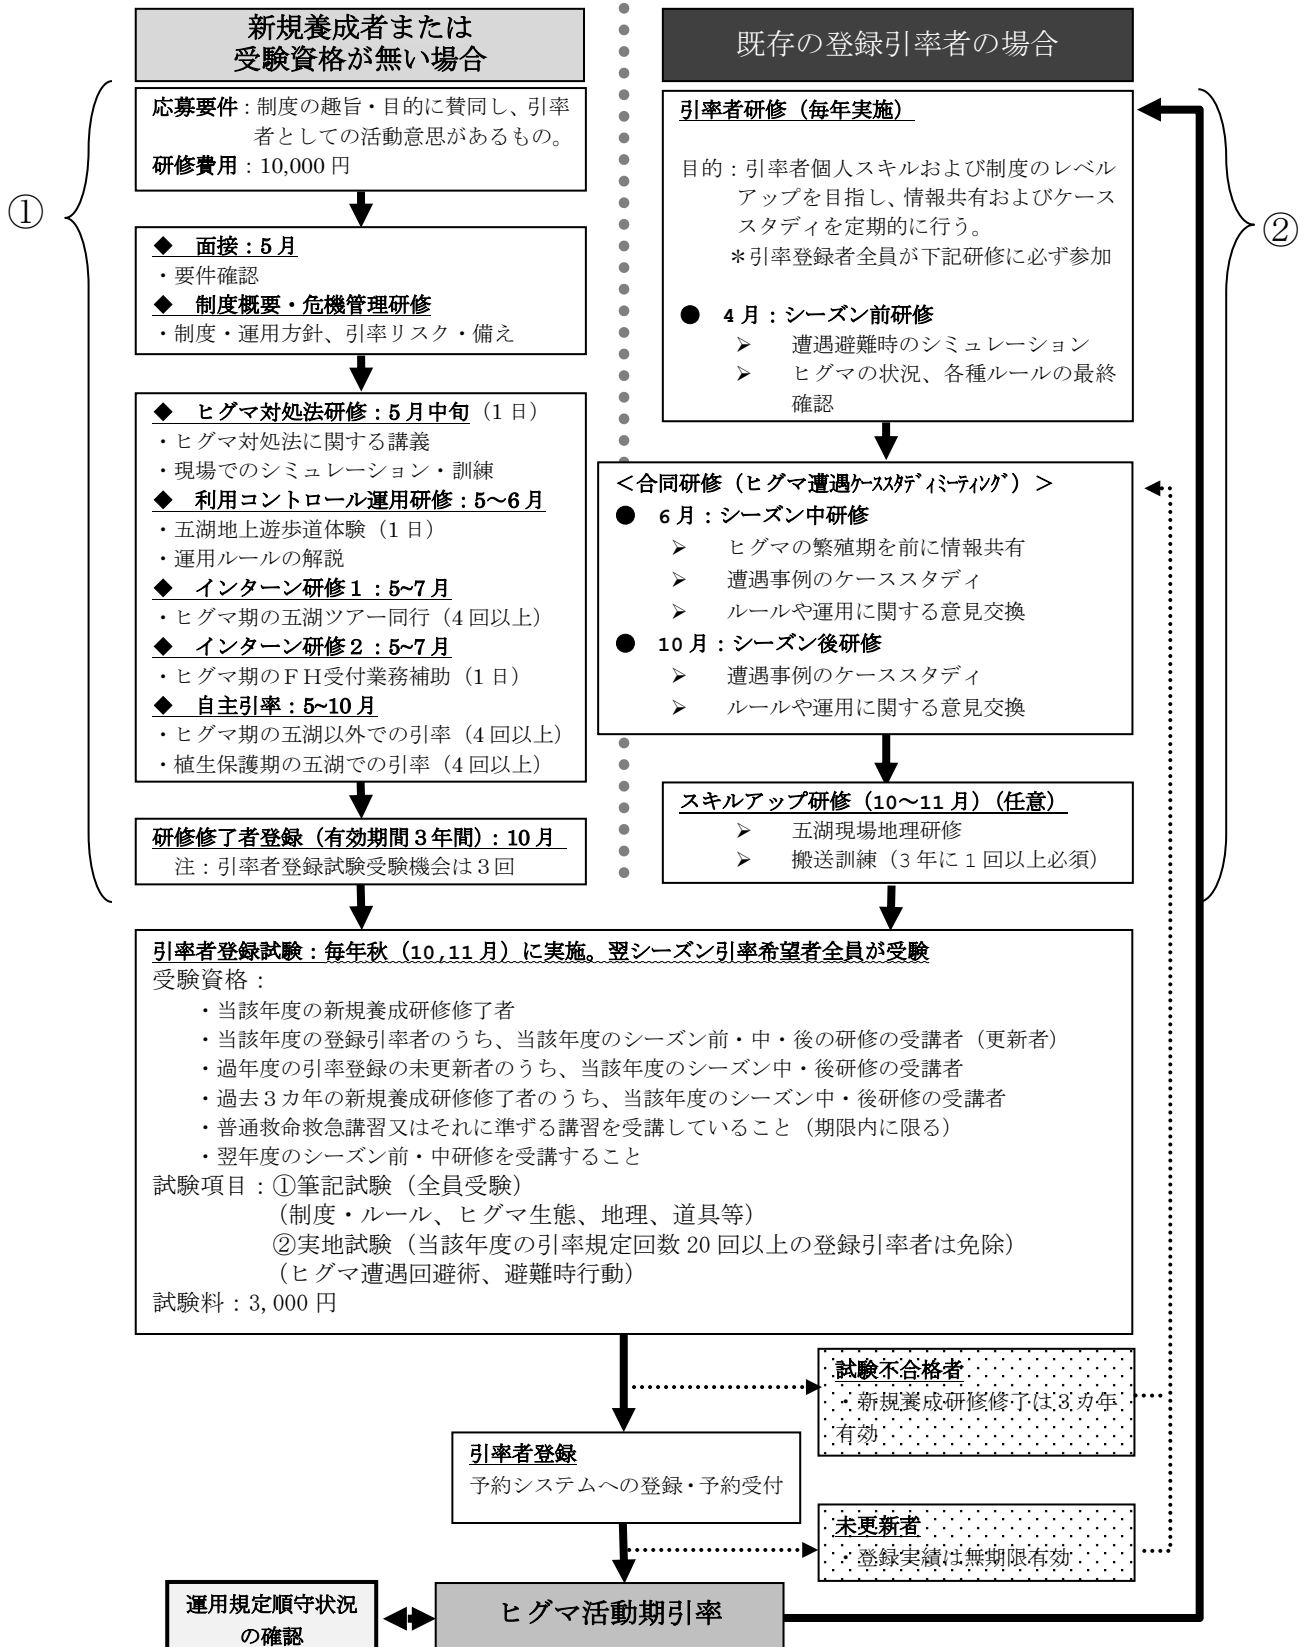 新規養成者または
受験資格が無い場合
①
応募要件：制度の趣旨・目的に賛同し、引率
者としての活動意思があるもの。
研修費用：10,000 円
◆ 面接：5 月
・要件確認
◆ 制度概要・危機管理研修
・制度・運用方針、引率リスク・備え
◆ ヒグマ対処法研修：5 月中旬（1 日）
・ヒグマ対処法に関する講義
・現場でのシミュレーション・訓練
◆ 利用コントロール運用研修：5～6 月
・五湖地上遊歩道体験（1 日）
・運用ルールの解説
◆ インターン研修１：5~7 月
・ヒグマ期の五湖ツアー同行（4 回以上）
◆ インターン研修２：5~7 月
・ヒグマ期のＦＨ受付業務補助（1 日）
◆ 自主引率：5~10 月
・ヒグマ期の五湖以外での引率（4 回以上）
・植生保護期の五湖での引率（4 回以上）
研修修了者登録（有効期間３年間）：10 月
注：引率者登録試験受験機会は３回
既存の登録引率者の場合
②
引率者研修（毎年実施）
目的：引率者個人スキルおよび制度のレベル
アップを目指し、情報共有およびケース
スタディを定期的に行う。
＊引率登録者全員が下記研修に必ず参加
● 4 月：シーズン前研修
➢ 遭遇避難時のシミュレーション
➢ ヒグマの状況、各種ルールの最終
確認
＜合同研修（ヒグマ遭遇ｹｰｽｽﾀﾃﾞｨﾐｰﾃｨﾝｸﾞ）＞
● 6 月：シーズン中研修
➢ ヒグマの繁殖期を前に情報共有
➢ 遭遇事例のケーススタディ
➢ ルールや運用に関する意見交換
● 10 月：シーズン後研修
➢ 遭遇事例のケーススタディ
➢ ルールや運用に関する意見交換
スキルアップ研修（10～11 月）(任意）
➢ 五湖現場地理研修
➢ 搬送訓練（3 年に 1 回以上必須）
引率者登録試験：毎年秋（10,11 月）に実施。翌シーズン引率希望者全員が受験
受験資格：
・当該年度の新規養成研修修了者
・当該年度の登録引率者のうち、当該年度のシーズン前・中・後の研修の受講者（更新者）
・過年度の引率登録の未更新者のうち、当該年度のシーズン中・後研修の受講者
・過去３カ年の新規養成研修修了者のうち、当該年度のシーズン中・後研修の受講者
・普通救命救急講習又はそれに準ずる講習を受講していること（期限内に限る）
・翌年度のシーズン前・中研修を受講すること
試験項目：①筆記試験（全員受験）
（制度・ルール、ヒグマ生態、地理、道具等）
②実地試験（当該年度の引率規定回数 20 回以上の登録引率者は免除）
（ヒグマ遭遇回避術、避難時行動）
試験料：3,000 円
試験不合格者
・新規養成研修修了は３カ年
有効
引率者登録
予約システムへの登録・予約受付
未更新者
・登録実績は無期限有効
運用規定順守状況
の確認
ヒグマ活動期引率